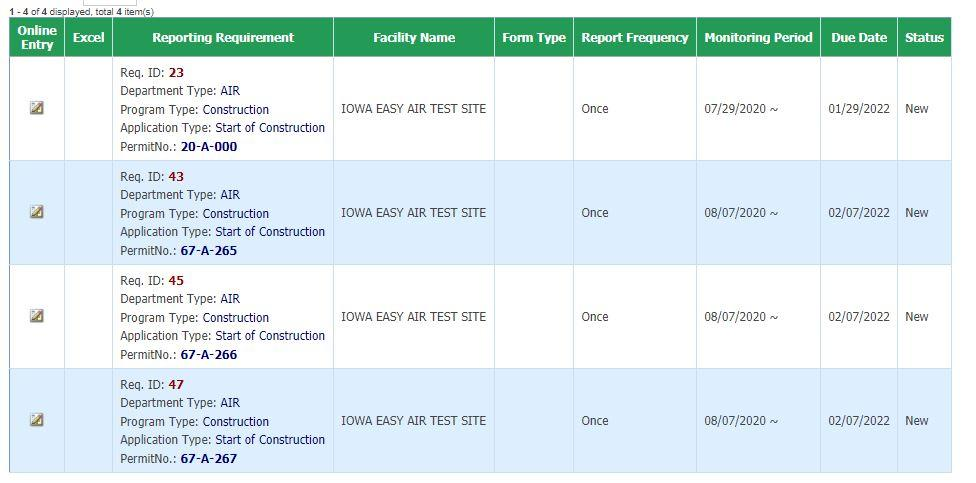 1 - 4 of 4 displayed, total 4 item(s)
Online Entry Excel Reporting Requirement Facility Name Form Type Report Frequency Monitoring Period Due Date Status
Req. ID: 23
Department Type: AIR
Program Type: Construction
Application Type: Start of Construction
PermitNo.: 20-A-000
IOWA EASY AIR TEST SITE Once 07/29/2020 ~ 01/29/2022 New
Req. ID: 43
Department Type: AIR
Program Type: Construction
Application Type: Start of Construction
PermitNo.: 67-A-265
IOWA EASY AIR TEST SITE Once 08/07/2020 ~ 02/07/2022 New
Req. ID: 45
Department Type: AIR
Program Type: Construction
Application Type: Start of Construction
PermitNo.: 67-A-266
IOWA EASY AIR TEST SITE Once 08/07/2020 ~ 02/07/2022 New
Req. ID: 47
Department Type: AIR
Program Type: Construction
Application Type: Start of Construction
PermitNo.: 67-A-267
IOWA EASY AIR TEST SITE Once 08/07/2020 ~ 02/07/2022 New